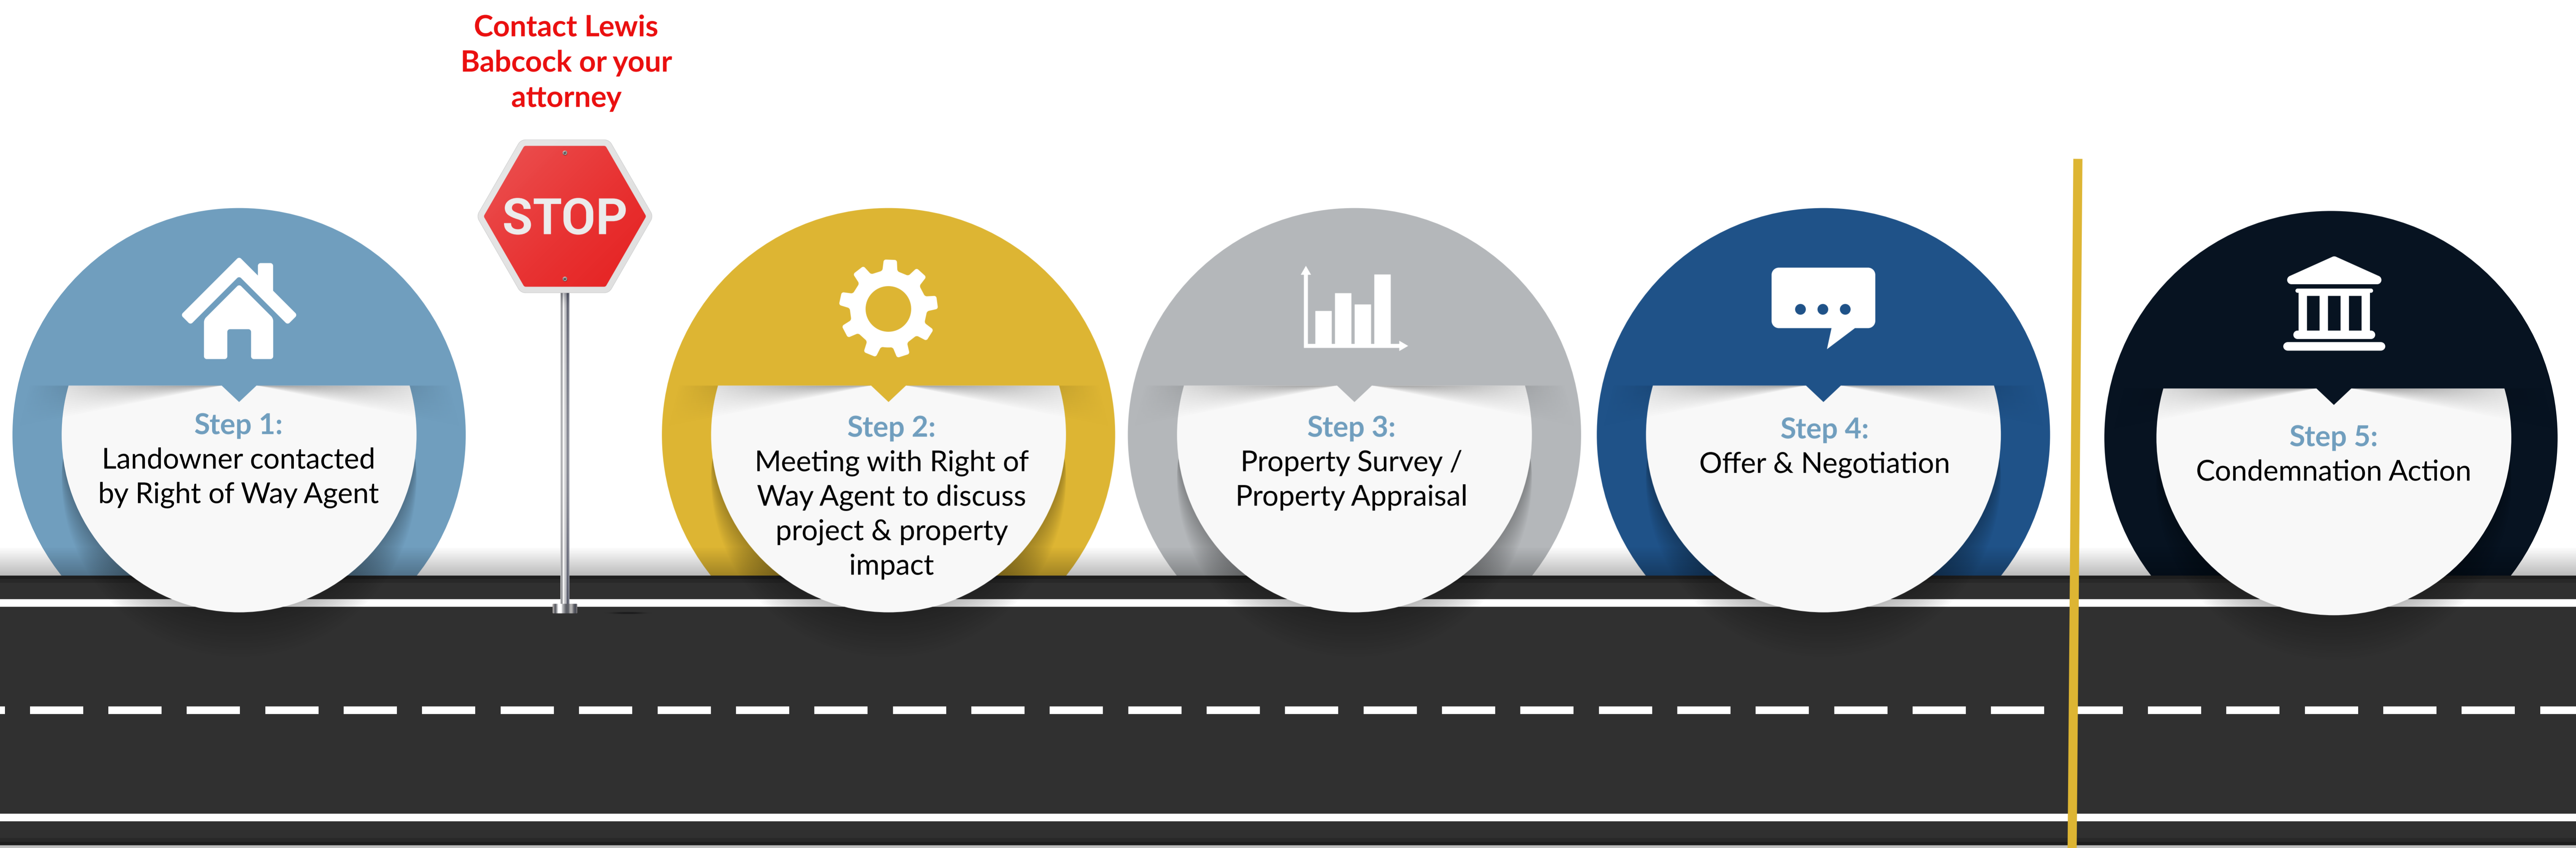 Contact Lewis
Babcock or your
attorney
STOP
Step 1:
Landowner contacted
by Right of Way Agent
Step 2:
Meeting with Right of
Way Agent to discuss
project & property
impact
Step 3:
Property Survey /
Property Appraisal
Step 4:
Offer & Negotiation
Step 5:
Condemnation Action